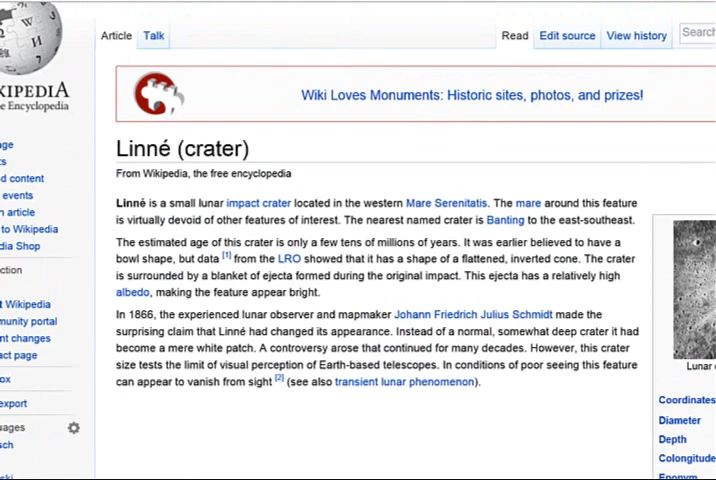 Article Talk Read Edit source View history Search
WIKIPEDIA
The Free Encyclopedia
Wiki Loves Monuments: Historic sites, photos, and prizes!
Linné (crater)
From Wikipedia, the free encyclopedia
Linné is a small lunar impact crater located in the western Mare Serenitatis. The mare around this feature
is virtually devoid of other features of interest. The nearest named crater is Banting to the east-southeast.
The estimated age of this crater is only a few tens of millions of years. It was earlier believed to have a
bowl shape, but data [1] from the LRO showed that it has a shape of a flattened, inverted cone. The crater
is surrounded by a blanket of ejecta formed during the original impact. This ejecta has a relatively high
albedo, making the feature appear bright.
In 1866, the experienced lunar observer and mapmaker Johann Friedrich Julius Schmidt made the
surprising claim that Linné had changed its appearance. Instead of a normal, somewhat deep crater it had
become a mere white patch. A controversy arose that continued for many decades. However, this crater
size tests the limit of visual perception of Earth-based telescopes. In conditions of poor seeing this feature
can appear to vanish from sight [2] (see also transient lunar phenomenon).
d content
events
article
to Wikipedia
Shop
Wikipedia
portal
changes
page
export
Lunar
Coordinates
Diameter
Depth
Colongitude
Eponym